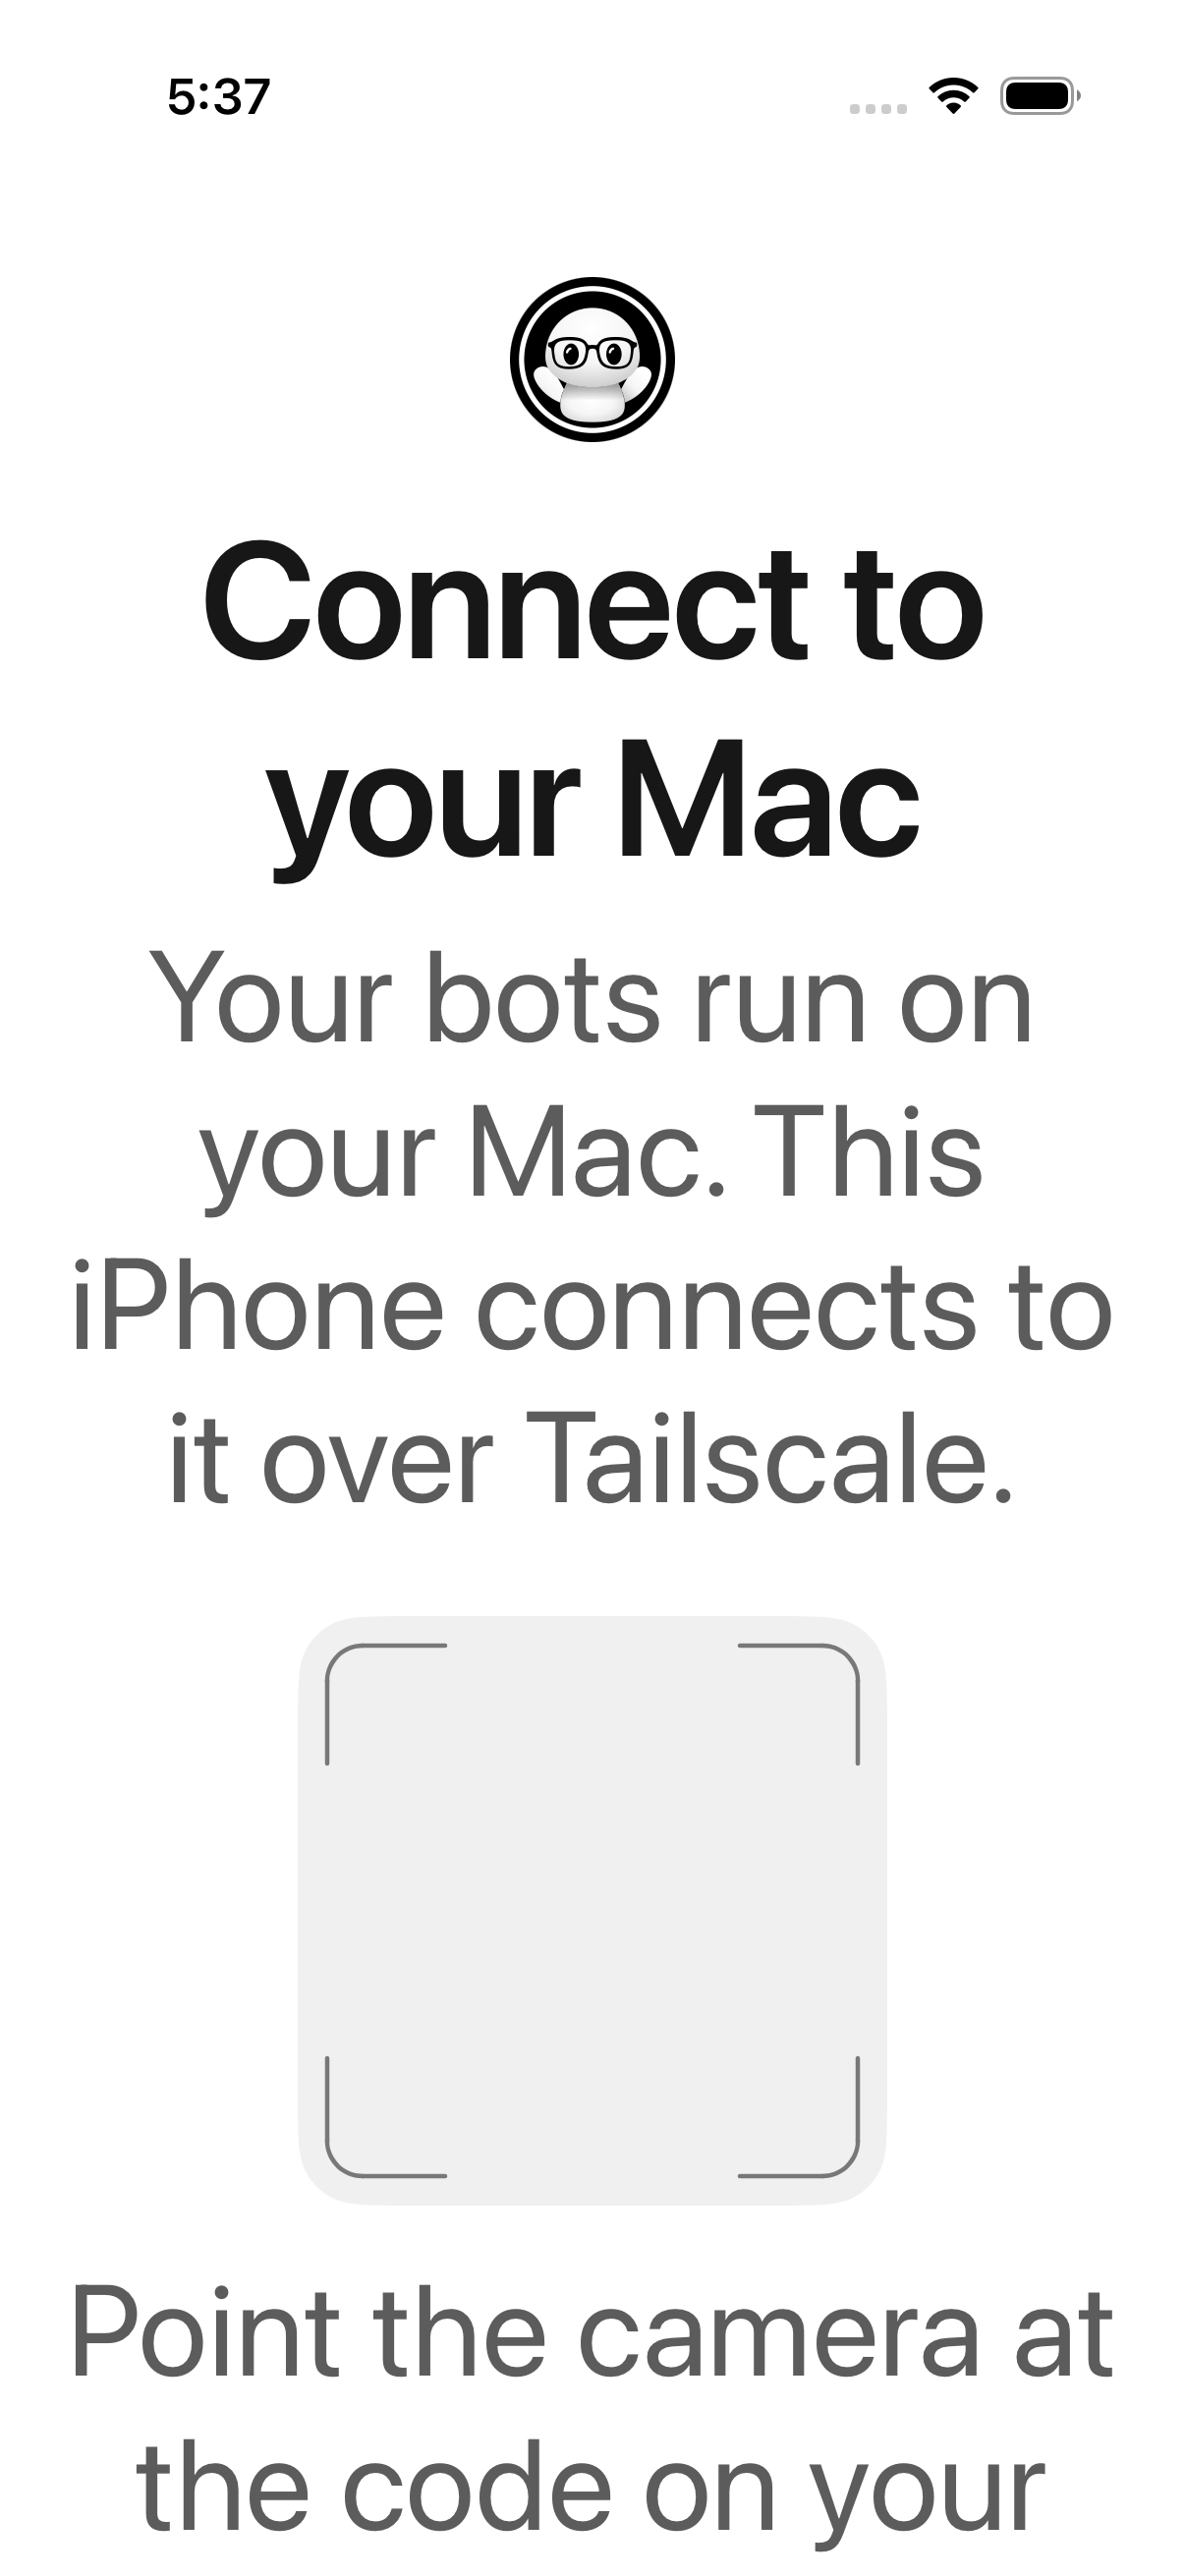 5:37
Connect to
your Mac
Your bots run on
your Mac. This
iPhone connects to
it over Tailscale.
Point the camera at
the code on your